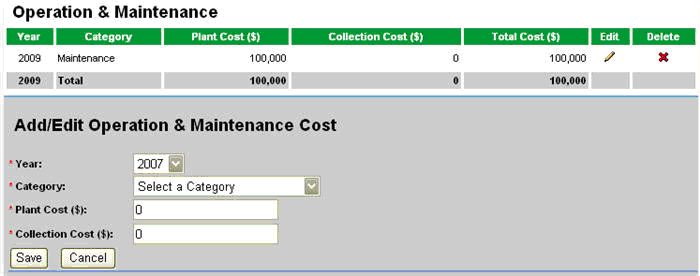 Operation & Maintenance
Year Category Plant Cost ($) Collection Cost ($) Total Cost ($) Edit Delete
2009 Maintenance 100,000 0 100,000
2009 Total 100,000 0 100,000
Add/Edit Operation & Maintenance Cost
* Year: 2007
* Category: Select a Category
* Plant Cost ($): 0
* Collection Cost ($): 0
Save Cancel